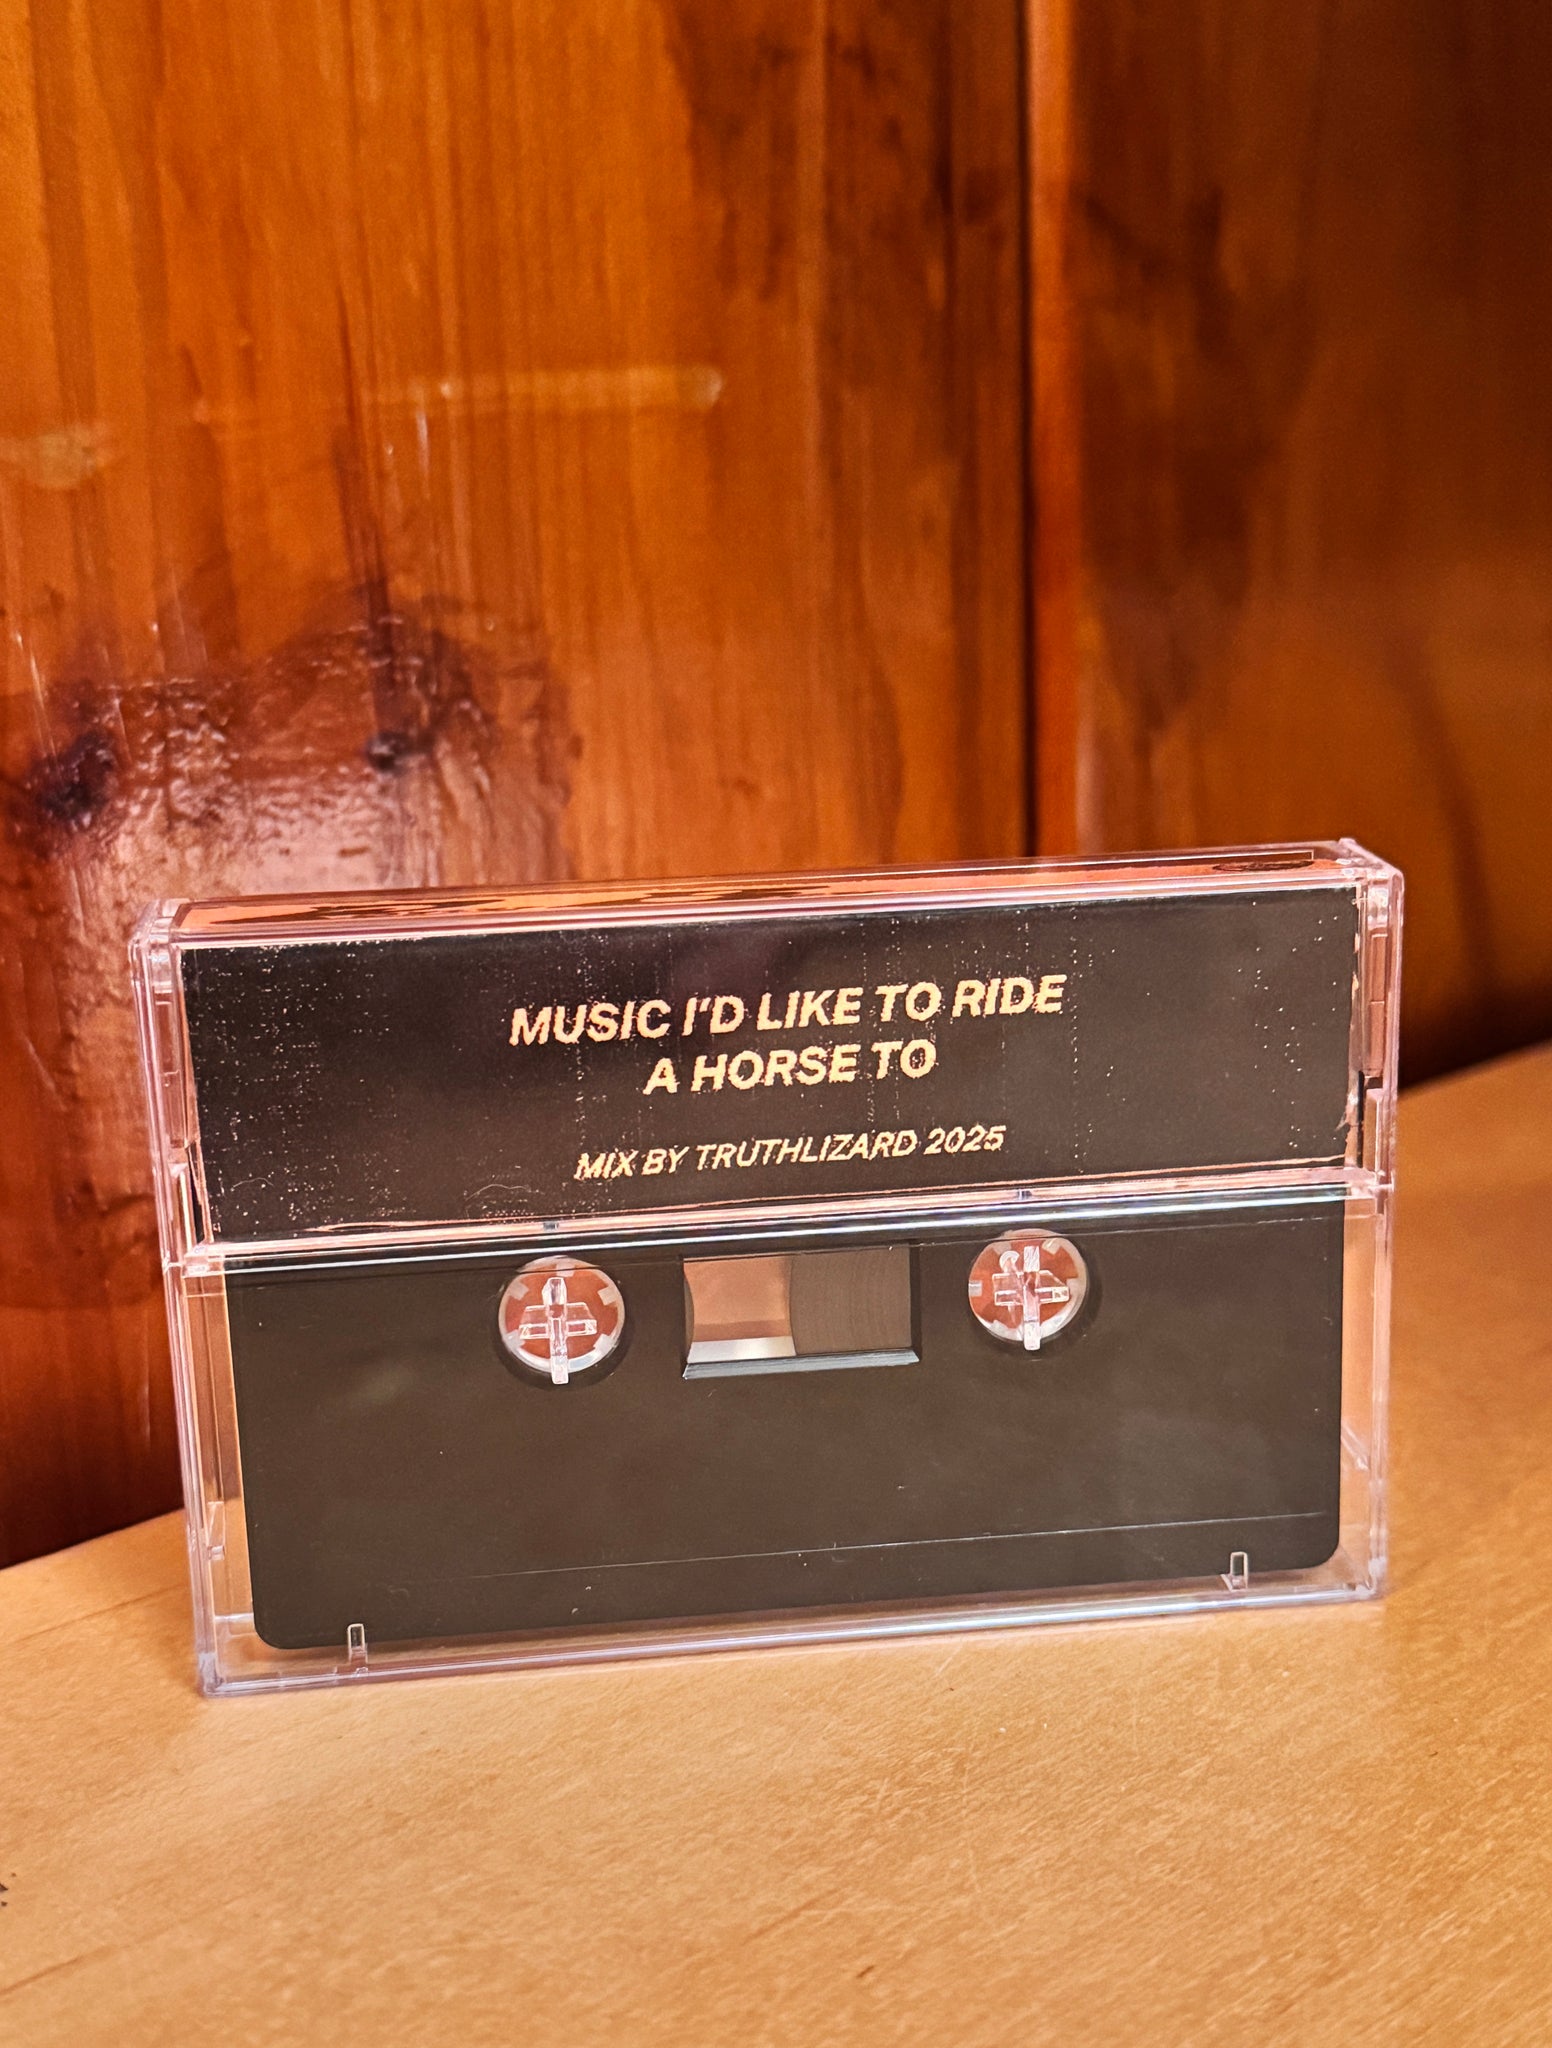 MUSIC I'D LIKE TO RIDE
A HORSE TO
MIX BY TRUTHLIZARD 2025